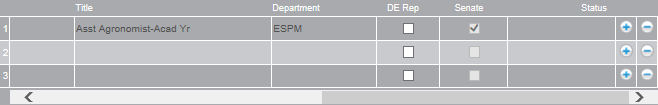 Title Department DE Rep Senate Status
1 Asst Agronomist-Acad Yr ESPM
2
3